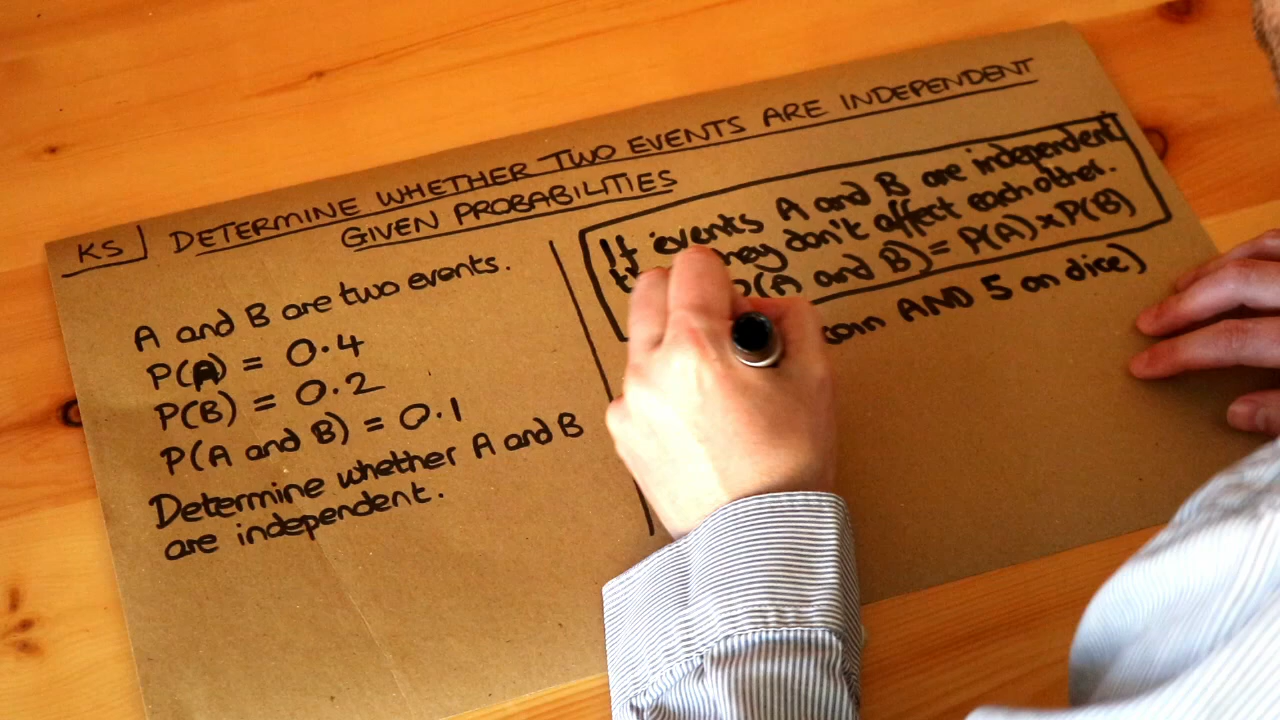 KS
DETERMINE WHETHER TWO EVENTS ARE INDEPENDENT
GIVEN PROBABILITIES
A and B are two events.
P(A) = 0.4
P(B) = 0.2
P(A and B) = 0.1
Determine whether A and B
are independent.
If events A and B are independent
don't affect each other.
P(A and B) = P(A) x P(B)
coin AND 5 on dice)